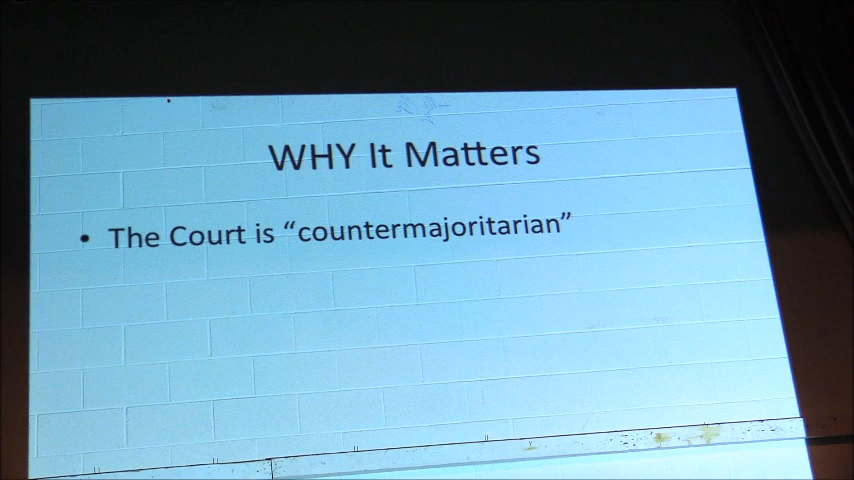 WHY It Matters
• The Court is “countermajoritarian”